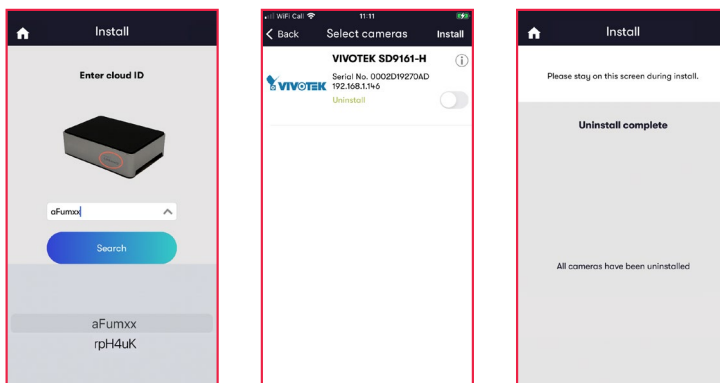 Install
Enter cloud ID
aFumxx
Search
aFumxx
rpH4uK
WiFi Call 11:11
Back Select cameras Install
VIVOTEK SD9161-H
VIVOTEK
Serial No. 0002D19270AD
192.168.1.146
Uninstall
Install
Please stay on this screen during install.
Uninstall complete
All cameras have been uninstalled